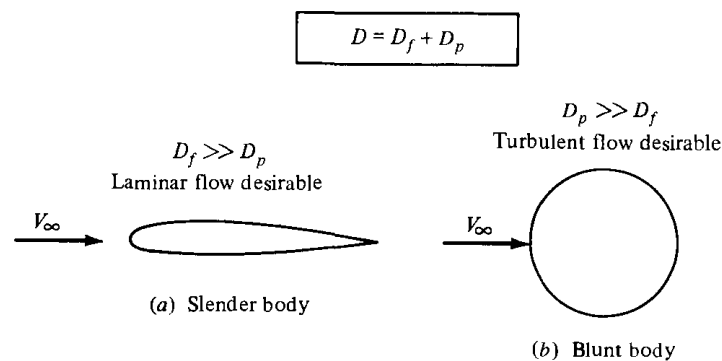 D = D_f + D_p
D_f >> D_p
Laminar flow desirable
V_∞
(a) Slender body
D_p >> D_f
Turbulent flow desirable
V_∞
(b) Blunt body